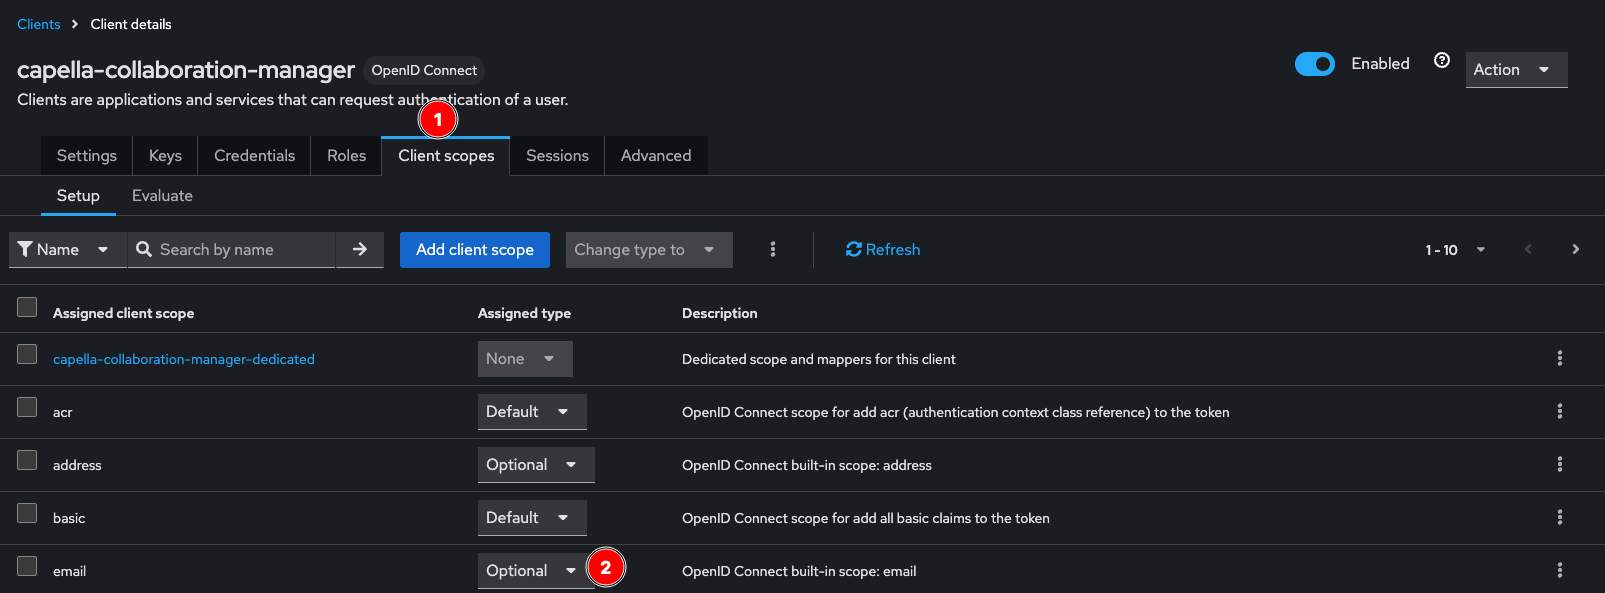 Clients > Client details
capella-collaboration-manager OpenID Connect
Enabled Action
Clients are applications and services that can request authentication of a user.
1
Settings Keys Credentials Roles Client scopes Sessions Advanced
Setup Evaluate
Name Search by name Add client scope Change type to Refresh 1 - 10
Assigned client scope Assigned type Description
capella-collaboration-manager-dedicated None Dedicated scope and mappers for this client
acr Default OpenID Connect scope for add acr (authentication context class reference) to the token
address Optional OpenID Connect built-in scope: address
basic Default OpenID Connect scope for add all basic claims to the token
email Optional 2 OpenID Connect built-in scope: email